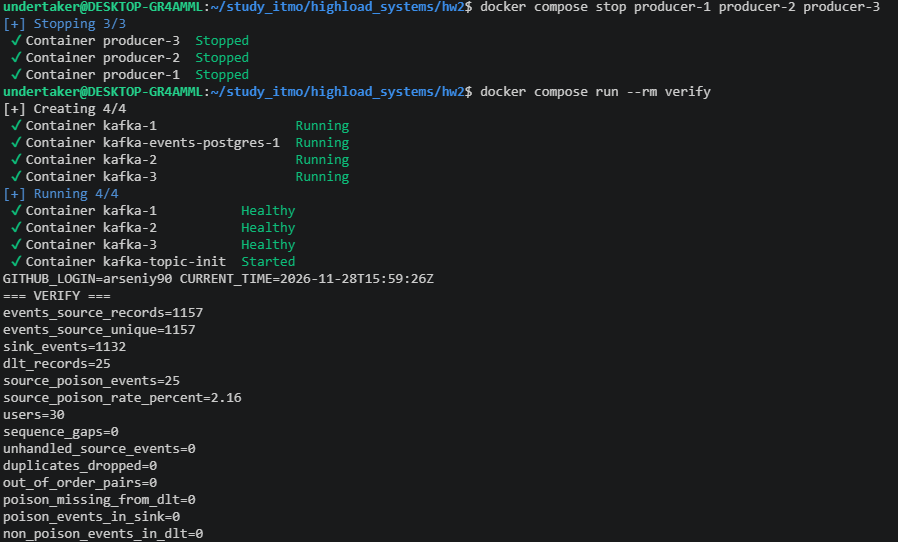 undertaker@DESKTOP-GR4AMML:~/study_itmo/highload_systems/hw2$ docker compose stop producer-1 producer-2 producer-3
[+] Stopping 3/3
✓ Container producer-3 Stopped
✓ Container producer-2 Stopped
✓ Container producer-1 Stopped
undertaker@DESKTOP-GR4AMML:~/study_itmo/highload_systems/hw2$ docker compose run --rm verify
[+] Creating 4/4
✓ Container kafka-1 Running
✓ Container kafka-events-postgres-1 Running
✓ Container kafka-2 Running
✓ Container kafka-3 Running
[+] Running 4/4
✓ Container kafka-1 Healthy
✓ Container kafka-2 Healthy
✓ Container kafka-3 Healthy
✓ Container kafka-topic-init Started
GITHUB_LOGIN=arseniy90 CURRENT_TIME=2026-11-28T15:59:26Z
=== VERIFY ===
events_source_records=1157
events_source_unique=1157
sink_events=1132
dlt_records=25
source_poison_events=25
source_poison_rate_percent=2.16
users=30
sequence_gaps=0
unhandled_source_events=0
duplicates_dropped=0
out_of_order_pairs=0
poison_missing_from_dlt=0
poison_events_in_sink=0
non_poison_events_in_dlt=0